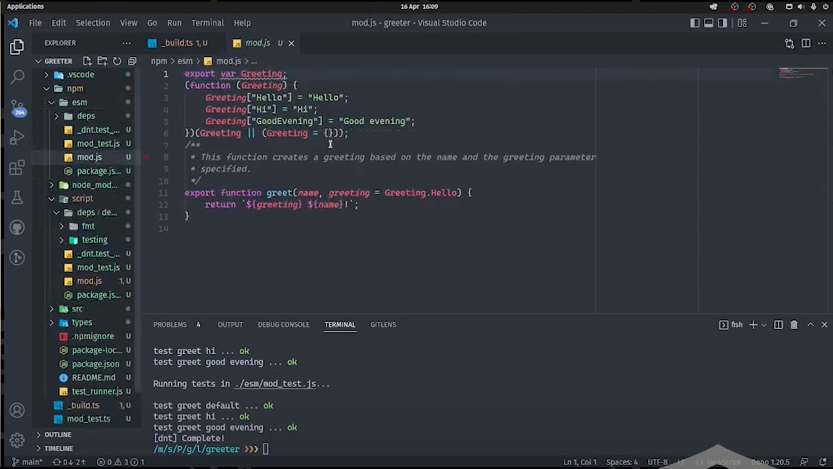 Applications
16 Apr 16:09
File Edit Selection View Go Run Terminal Help
mod.js - greeter - Visual Studio Code
EXPLORER
_build.ts 1, U
mod.js U
GREETER
npm > esm > mod.js > ...
.vscode
npm
esm
deps
_dnt.test_... U
mod_test.js U
mod.js U
package.js... U
node_mod...
script
deps / de...
fmt
testing
_dnt.test_... U
mod_test.js U
mod.js 1, U
package.js... U
src
types
.npmignore U
package-loc... U
package.json U
README.md U
test_runner.js U
_build.ts 1, U
mod_test.ts U
OUTLINE
TIMELINE
264
1 export var Greeting;
2 (function (Greeting) {
3 Greeting["Hello"] = "Hello";
4 Greeting["Hi"] = "Hi";
5 Greeting["GoodEvening"] = "Good evening";
6 })(Greeting || (Greeting = {}));
7 /**
8 * This function creates a greeting based on the name and the greeting parameter
9 * specified.
10 */
11 export function greet(name, greeting = Greeting.Hello) {
12 return `${greeting} ${name}!`;
13 }
14
PROBLEMS 4 OUTPUT DEBUG CONSOLE TERMINAL GITLENS
fish
test greet hi ... ok
test greet good evening ... ok
Running tests in ./esm/mod_test.js...
test greet default ... ok
test greet hi ... ok
test greet good evening ... ok
[dnt] Complete!
/m/s/P/g/l/greeter ❯❯❯
main* 0↓ 2↑ 0 3 1
Ln 1, Col 1 Spaces: 4 UTF-8 JavaScript Deno 1.20.5